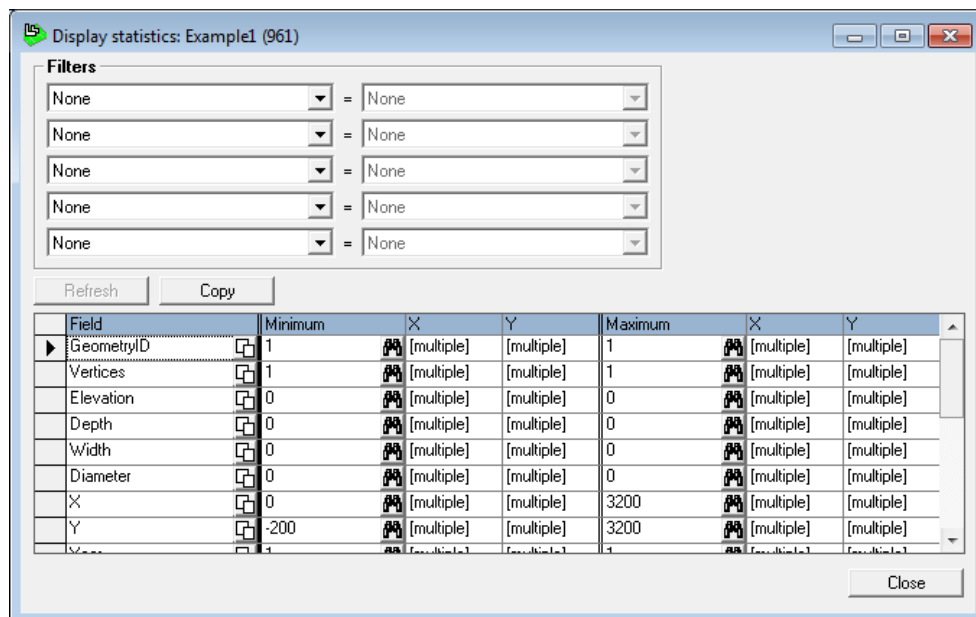 Display statistics: Example1 (961)
Filters
None = None
None = None
None = None
None = None
None = None
Refresh Copy
Field Minimum X Y Maximum X Y
GeometryID 1 [multiple] [multiple] 1 [multiple] [multiple]
Vertices 1 [multiple] [multiple] 1 [multiple] [multiple]
Elevation 0 [multiple] [multiple] 0 [multiple] [multiple]
Depth 0 [multiple] [multiple] 0 [multiple] [multiple]
Width 0 [multiple] [multiple] 0 [multiple] [multiple]
Diameter 0 [multiple] [multiple] 0 [multiple] [multiple]
X 0 [multiple] [multiple] 3200 [multiple] [multiple]
Y -200 [multiple] [multiple] 3200 [multiple] [multiple]
Close